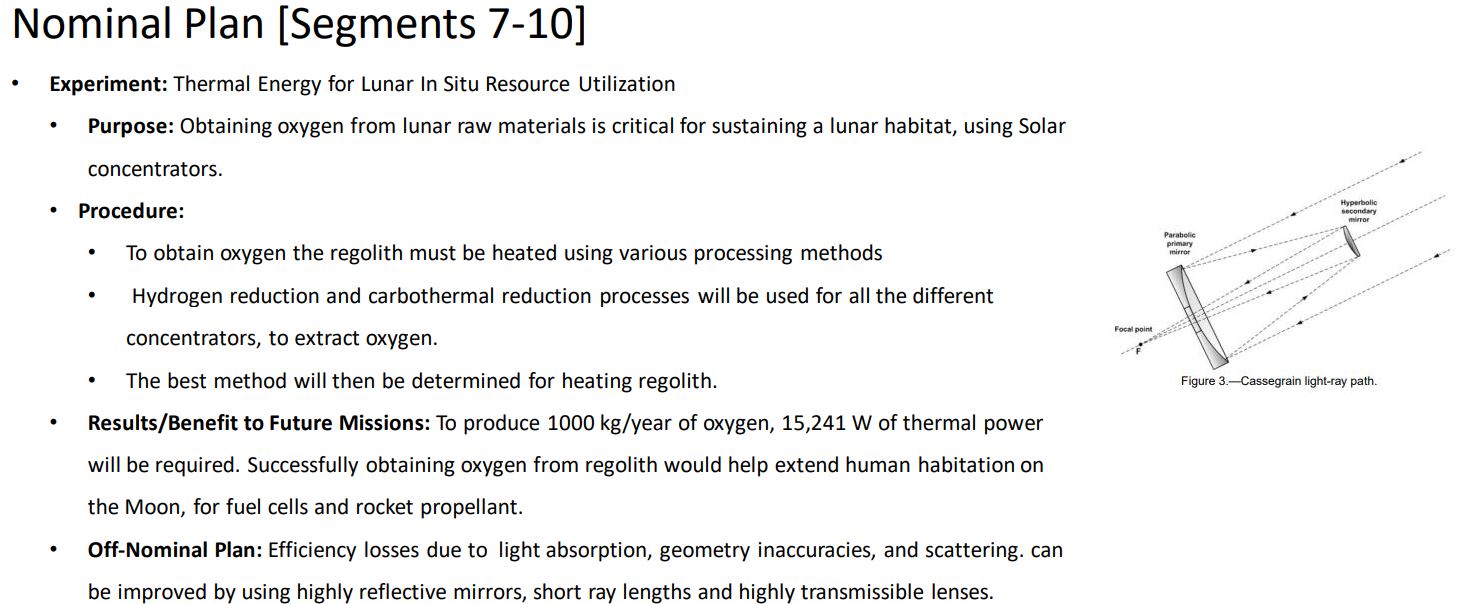 Nominal Plan [Segments 7-10]
• Experiment: Thermal Energy for Lunar In Situ Resource Utilization
• Purpose: Obtaining oxygen from lunar raw materials is critical for sustaining a lunar habitat, using Solar
concentrators.
• Procedure:
• To obtain oxygen the regolith must be heated using various processing methods
• Hydrogen reduction and carbothermal reduction processes will be used for all the different
concentrators, to extract oxygen.
• The best method will then be determined for heating regolith.
• Results/Benefit to Future Missions: To produce 1000 kg/year of oxygen, 15,241 W of thermal power
will be required. Successfully obtaining oxygen from regolith would help extend human habitation on
the Moon, for fuel cells and rocket propellant.
• Off-Nominal Plan: Efficiency losses due to light absorption, geometry inaccuracies, and scattering. can
be improved by using highly reflective mirrors, short ray lengths and highly transmissible lenses.
Hyperbolic
secondary
mirror
Parabolic
primary
mirror
Focal point
F
Figure 3.—Cassegrain light-ray path.